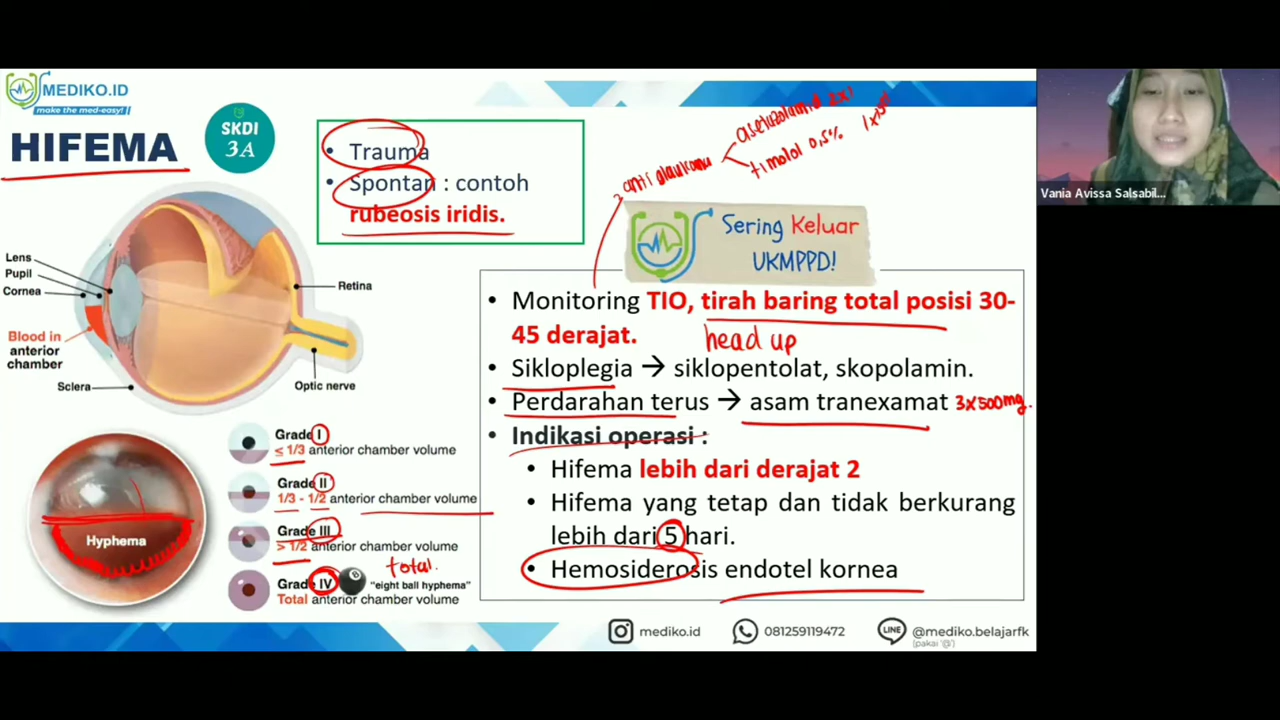 MEDIKO.ID
make the med-easy!
HIFEMA
SKDI
3A
• Trauma
• Spontan : contoh
rubeosis iridis.
anti glaukoma
timolol 0,5%
Sering Keluar
UKMPPD!
Vania Avissa Salsabil...
Lens
Pupil
Cornea
Blood in
anterior
chamber
Sclera
Retina
Optic nerve
Hyphema
Grade I
≤ 1/3 anterior chamber volume
Grade II
1/3 - 1/2 anterior chamber volume
Grade III
> 1/2 anterior chamber volume
total.
Grade IV
8
"eight ball hyphema"
Total anterior chamber volume
• Monitoring TIO, tirah baring total posisi 30-
45 derajat.
head up
• Sikloplegia → siklopentolat, skopolamin.
• Perdarahan terus → asam tranexamat 3x500mg.
• Indikasi operasi :
• Hifema lebih dari derajat 2
• Hifema yang tetap dan tidak berkurang
lebih dari 5 hari.
• Hemosiderosis endotel kornea
mediko.id
081259119472
LINE
@mediko.belajarfk
(pakai '@')